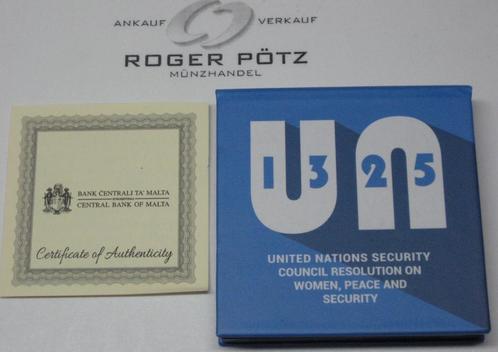 ANKAUF VERKAUF
ROGER PÖTZ
MÜNZHANDEL
BANK ĊENTRALI TA' MALTA
CENTRAL BANK OF MALTA
Certificate of Authenticity
UN
1325
UNITED NATIONS SECURITY
COUNCIL RESOLUTION ON
WOMEN, PEACE AND
SECURITY